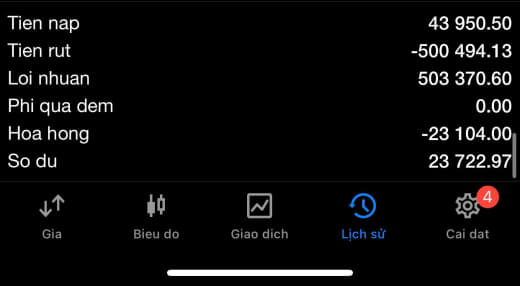 Tien nap 43 950.50
Tien rut -500 494.13
Loi nhuan 503 370.60
Phi qua dem 0.00
Hoa hong -23 104.00
So du 23 722.97
4
Gia Bieu do Giao dich Lịch sử Cai dat